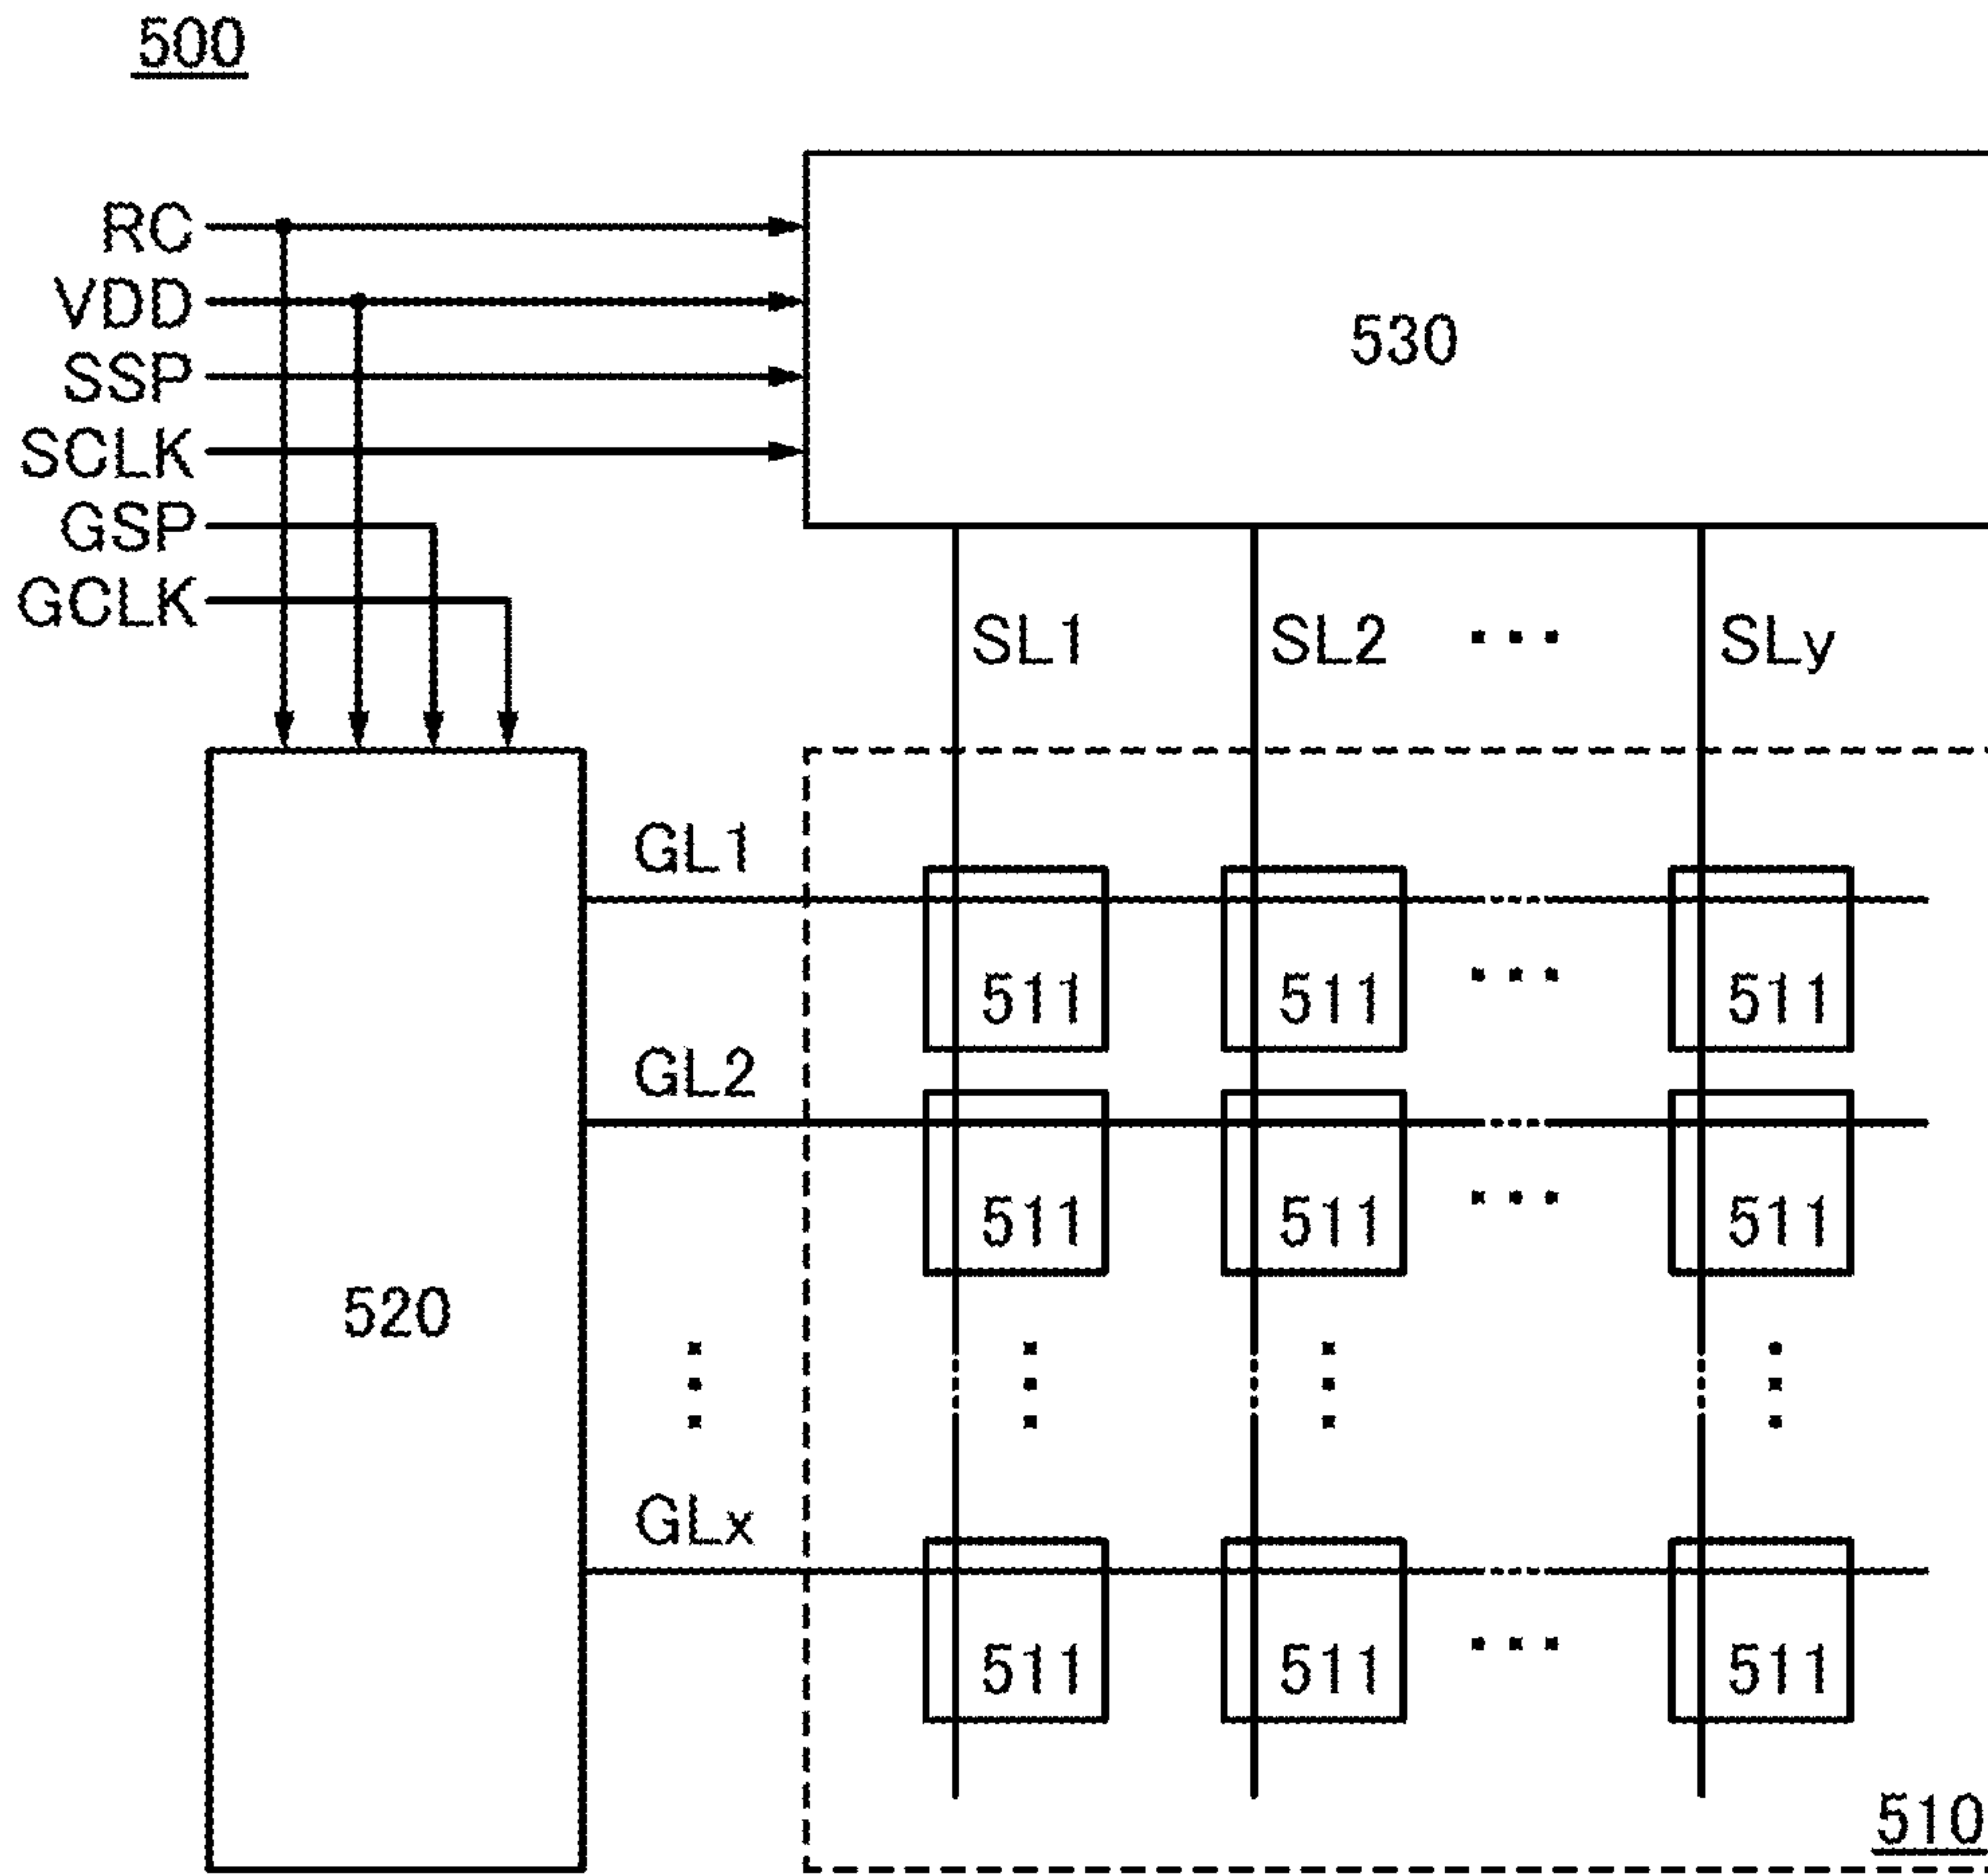 500
RC
VDD
SSP
SCLK
GSP
GCLK
530
SL1 SL2 ··· SLy
GL1
511 511 ··· 511
GL2
511 511 ··· 511
520
GLx
511 511 ··· 511
510